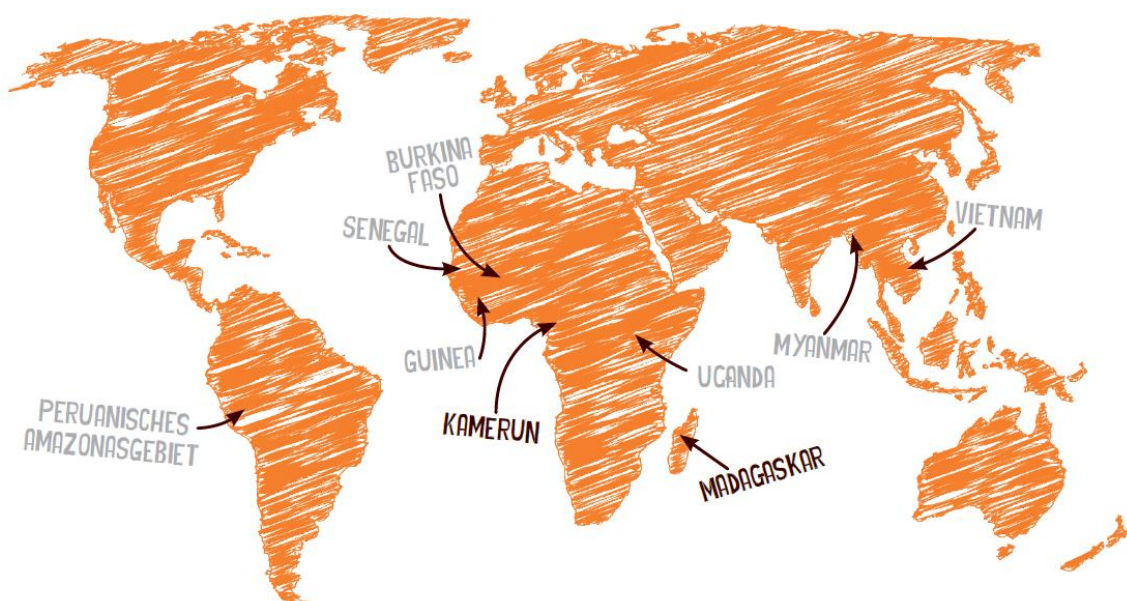 BURKINA
FASO
SENEGAL
VIETNAM
GUINEA
MYANMAR
UGANDA
KAMERUN
PERUANISCHES
AMAZONASGEBIET
MADAGASKAR